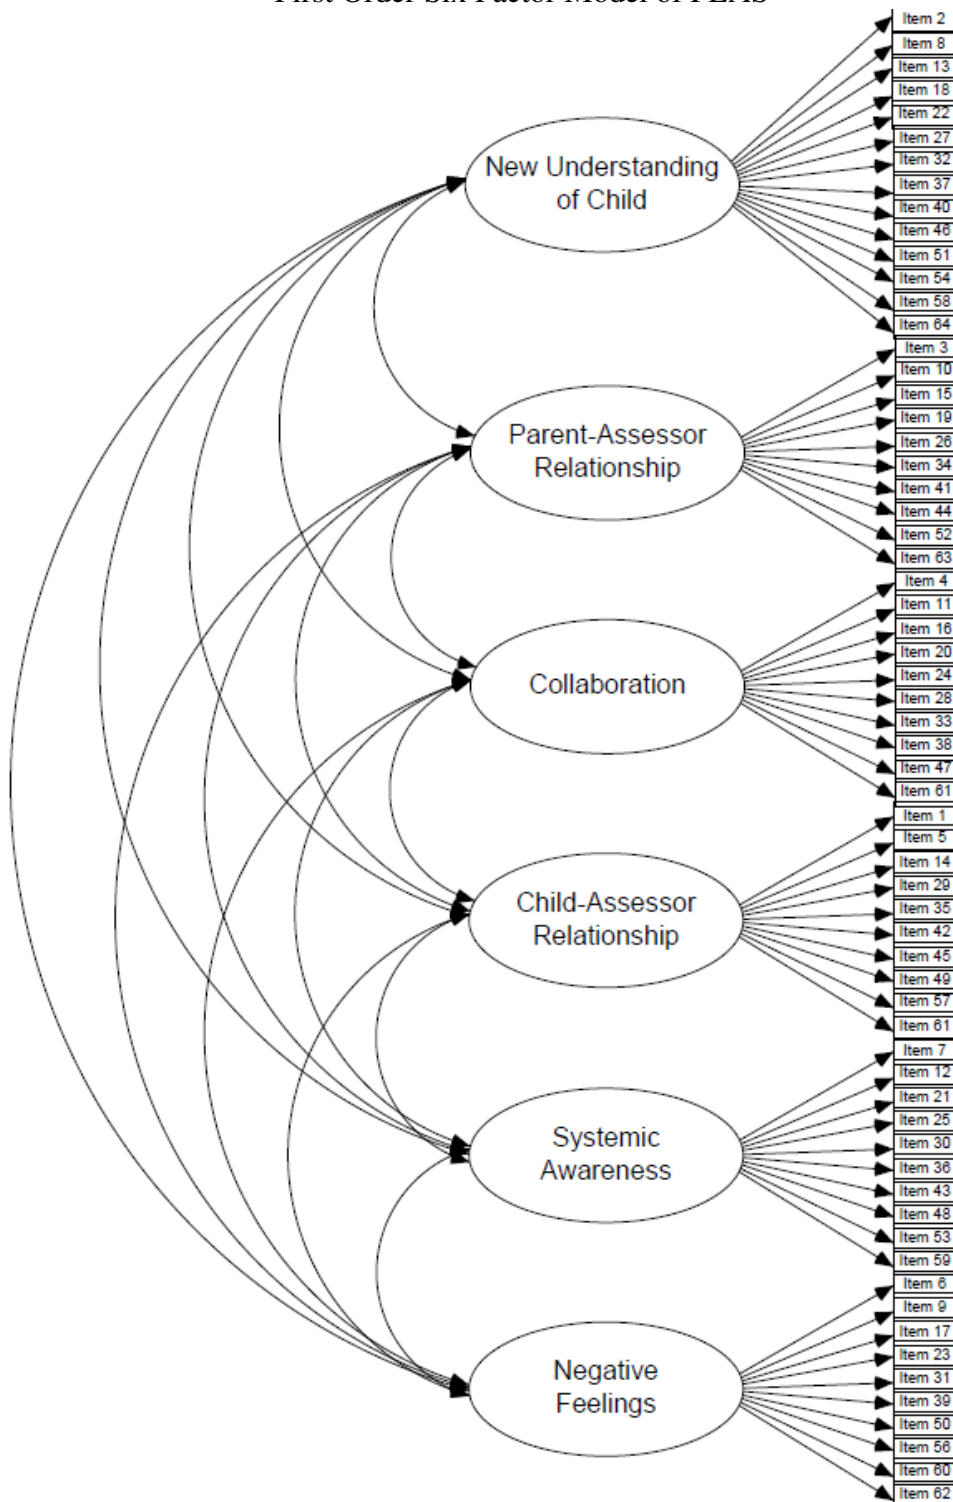 First Order Six Factor Model of PEAS
Item 2
Item 8
Item 13
Item 18
Item 22
Item 27
Item 32
Item 37
Item 40
Item 46
Item 51
Item 54
Item 58
Item 64
New Understanding
of Child
Item 3
Item 10
Item 15
Item 19
Item 26
Item 34
Item 41
Item 44
Item 52
Item 63
Parent-Assessor
Relationship
Item 4
Item 11
Item 16
Item 20
Item 24
Item 28
Item 33
Item 38
Item 47
Item 61
Collaboration
Item 1
Item 5
Item 14
Item 29
Item 35
Item 42
Item 45
Item 49
Item 57
Item 61
Child-Assessor
Relationship
Item 7
Item 12
Item 21
Item 25
Item 30
Item 36
Item 43
Item 48
Item 53
Item 59
Systemic
Awareness
Item 6
Item 9
Item 17
Item 23
Item 31
Item 39
Item 50
Item 56
Item 60
Item 62
Negative
Feelings